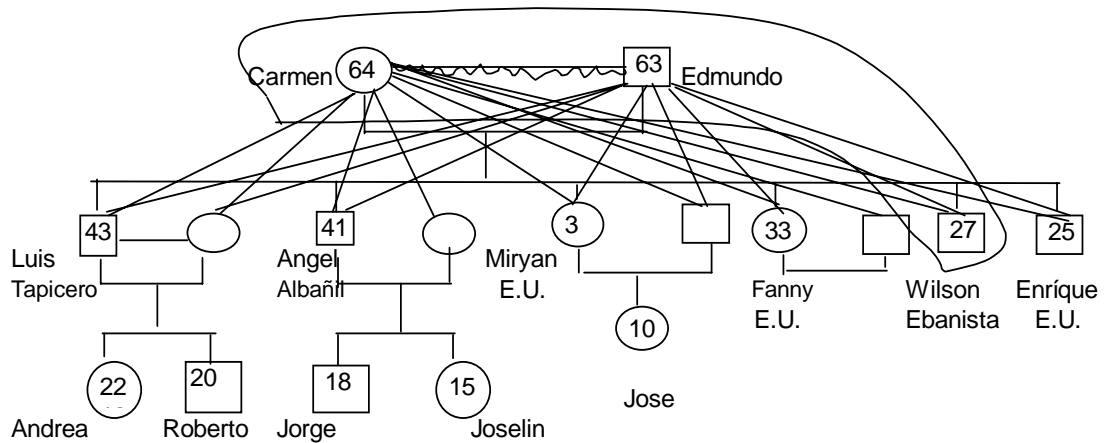 Carmen 64 63 Edmundo
43 41 3 33 27 25
Luis Angel Miryan Fanny Wilson Enríque
Tapicero Albañil E.U. E.U. Ebanista E.U.
10
22 20 18 15
Jose
Andrea Roberto Jorge Joselin